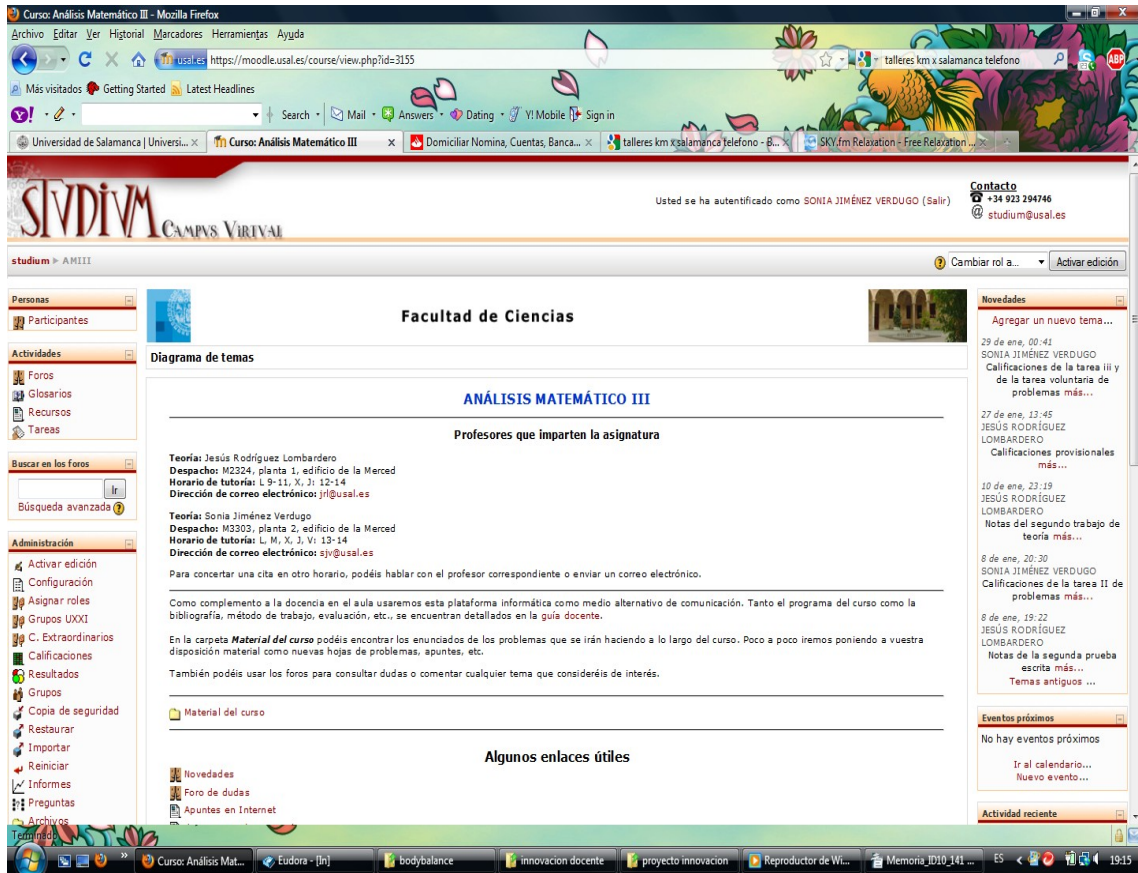 Curso: Análisis Matemático III - Mozilla Firefox
Archivo Editar Ver Historial Marcadores Herramientas Ayuda
usal.es https://moodle.usal.es/course/view.php?id=3155
talleres km x salamanca telefono
ABP
Más visitados Getting Started Latest Headlines
Y! Search Mail Answers Dating Y! Mobile Sign in
Universidad de Salamanca | Universi...
Curso: Análisis Matemático III
Domiciliar Nomina, Cuentas, Banca...
talleres km x salamanca telefono - B...
SKY.fm Relaxation - Free Relaxation ...
STVDIVM CAMPVS VIRTVAL
Usted se ha autentificado como SONIA JIMÉNEZ VERDUGO (Salir)
Contacto
+34 923 294746
@ studium@usal.es
studium ► AMIII
Cambiar rol a...
Activar edición
Personas
Participantes
Actividades
Foros
Glosarios
Recursos
Tareas
Buscar en los foros
Ir
Búsqueda avanzada
Administración
Activar edición
Configuración
Asignar roles
Grupos UXXI
C. Extraordinarios
Calificaciones
Resultados
Grupos
Copia de seguridad
Restaurar
Importar
Reiniciar
Informes
Preguntas
Archivos
Facultad de Ciencias
Diagrama de temas
ANÁLISIS MATEMÁTICO III
Profesores que imparten la asignatura
Teoría: Jesús Rodríguez Lombardero
Despacho: M2324, planta 1, edificio de la Merced
Horario de tutoría: L 9-11, X, J: 12-14
Dirección de correo electrónico: jrl@usal.es
Teoría: Sonia Jiménez Verdugo
Despacho: M3303, planta 2, edificio de la Merced
Horario de tutoría: L, M, X, J, V: 13-14
Dirección de correo electrónico: sjv@usal.es
Para concertar una cita en otro horario, podéis hablar con el profesor correspondiente o enviar un correo electrónico.
Como complemento a la docencia en el aula usaremos esta plataforma informática como medio alternativo de comunicación. Tanto el programa del curso como la
bibliografía, método de trabajo, evaluación, etc., se encuentran detallados en la guía docente.
En la carpeta Material del curso podéis encontrar los enunciados de los problemas que se irán haciendo a lo largo del curso. Poco a poco iremos poniendo a vuestra
disposición material como nuevas hojas de problemas, apuntes, etc.
También podéis usar los foros para consultar dudas o comentar cualquier tema que consideréis de interés.
Material del curso
Algunos enlaces útiles
Novedades
Foro de dudas
Apuntes en Internet
Novedades
Agregar un nuevo tema...
29 de ene, 00:41
SONIA JIMÉNEZ VERDUGO
Calificaciones de la tarea iii y
de la tarea voluntaria de
problemas más...
27 de ene, 13:45
JESÚS RODRÍGUEZ
LOMBARDERO
Calificaciones provisionales
más...
10 de ene, 23:19
JESÚS RODRÍGUEZ
LOMBARDERO
Notas del segundo trabajo de
teoría más...
8 de ene, 20:30
SONIA JIMÉNEZ VERDUGO
Calificaciones de la tarea II de
problemas más...
8 de ene, 19:22
JESÚS RODRÍGUEZ
LOMBARDERO
Notas de la segunda prueba
escrita más...
Temas antiguos ...
Eventos próximos
No hay eventos próximos
Ir al calendario...
Nuevo evento...
Actividad reciente
Terminado
Curso: Análisis Mat...
Eudora - [In]
bodybalance
innovacion docente
proyecto innovacion
Reproductor de Wi...
Memoria_ID10_141 ...
ES
19:15